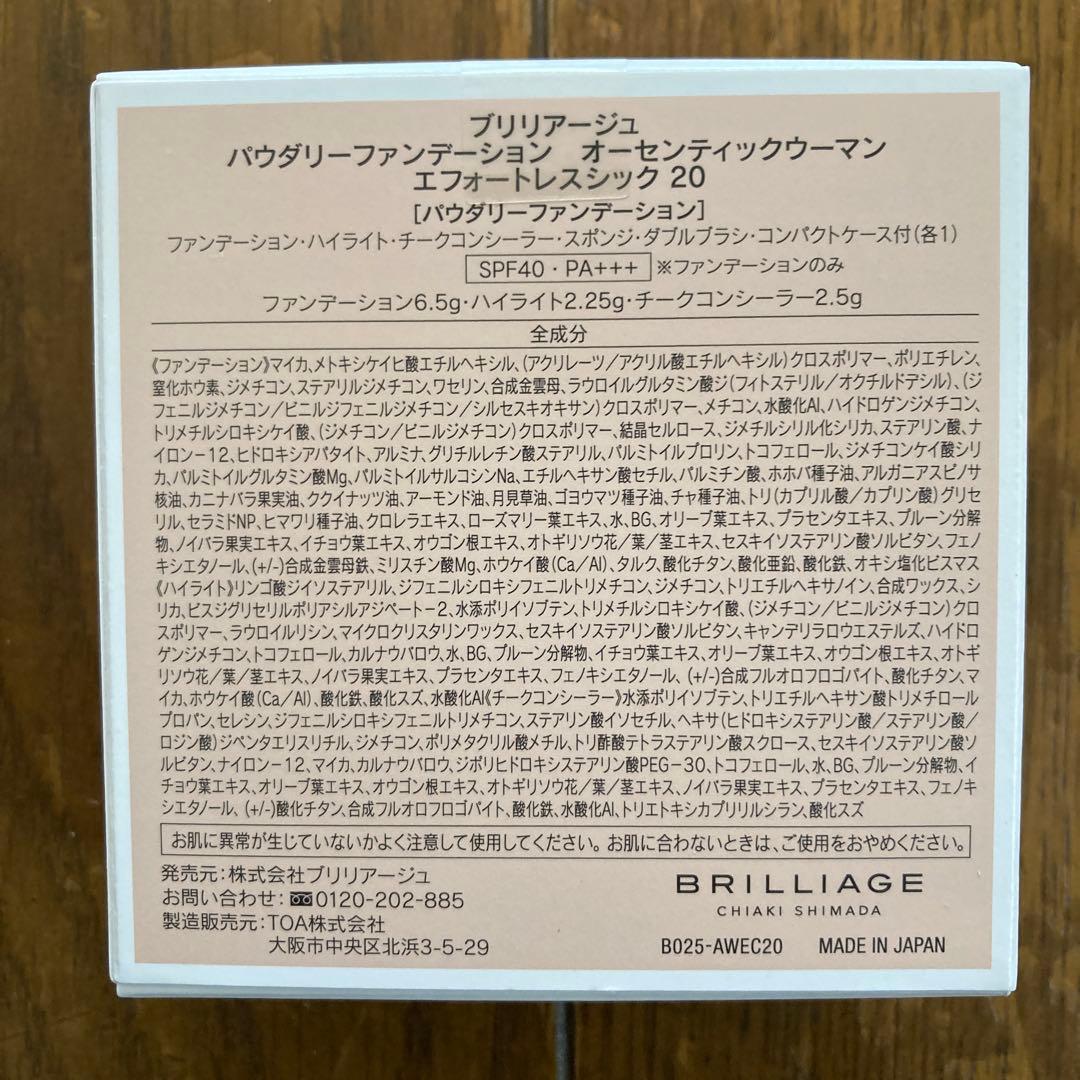 ブリリアージュ
パウダリーファンデーション　オーセンティックウーマン
エフォートレスシック 20
[パウダリーファンデーション]
ファンデーション・ハイライト・チークコンシーラー・スポンジ・ダブルブラシ・コンパクトケース付(各1)
SPF40・PA+++ ※ファンデーションのみ
ファンデーション6.5g・ハイライト2.25g・チークコンシーラー2.5g
全成分
《ファンデーション》マイカ、メトキシケイヒ酸エチルヘキシル、(アクリレーツ／アクリル酸エチルヘキシル)クロスポリマー、ポリエチレン、
窒化ホウ素、ジメチコン、ステアリルジメチコン、ワセリン、合成金雲母、ラウロイルグルタミン酸ジ(フィトステリル／オクチルドデシル)、(ジ
フェニルジメチコン／ビニルジフェニルジメチコン／シルセスキオキサン)クロスポリマー、メチコン、水酸化Al、ハイドロゲンジメチコン、
トリメチルシロキシケイ酸、(ジメチコン／ビニルジメチコン)クロスポリマー、結晶セルロース、ジメチルシリル化シリカ、ステアリン酸、ナ
イロン－12、ヒドロキシアパタイト、アルミナ、グリチルレチン酸ステアリル、パルミトイルプロリン、トコフェロール、ジメチコンケイ酸シリ
カ、パルミトイルグルタミン酸Mg、パルミトイルサルコシンNa、エチルヘキサン酸セチル、パルミチン酸、ホホバ種子油、アルガニアスピノサ
核油、カニナバラ果実油、ククイナッツ油、アーモンド油、月見草油、ゴヨウマツ種子油、チャ種子油、トリ(カプリル酸／カプリン酸)グリセ
リル、セラミドNP、ヒマワリ種子油、クロレラエキス、ローズマリー葉エキス、水、BG、オリーブ葉エキス、プラセンタエキス、プルーン分解
物、ノイバラ果実エキス、イチョウ葉エキス、オウゴン根エキス、オトギリソウ花／葉／茎エキス、セスキイソステアリン酸ソルビタン、フェノ
キシエタノール、(+/-)合成金雲母鉄、ミリスチン酸Mg、ホウケイ酸(Ca／Al)、タルク、酸化チタン、酸化亜鉛、酸化鉄、オキシ塩化ビスマス
《ハイライト》リンゴ酸ジイソステアリル、ジフェニルシロキシフェニルトリメチコン、ジメチコン、トリエチルヘキサノイン、合成ワックス、シ
リカ、ビスジグリセリルポリアシルアジペート－2、水添ポリイソブテン、トリメチルシロキシケイ酸、(ジメチコン／ビニルジメチコン)クロ
スポリマー、ラウロイルリシン、マイクロクリスタリンワックス、セスキイソステアリン酸ソルビタン、キャンデリラロウエステルズ、ハイドロ
ゲンジメチコン、トコフェロール、カルナウバロウ、水、BG、プルーン分解物、イチョウ葉エキス、オリーブ葉エキス、オウゴン根エキス、オトギ
リソウ花／葉／茎エキス、ノイバラ果実エキス、プラセンタエキス、フェノキシエタノール、(+/-)合成フルオロフロゴパイト、酸化チタン、マ
イカ、ホウケイ酸(Ca／Al)、酸化鉄、酸化スズ、水酸化Al《チークコンシーラー》水添ポリイソブテン、トリエチルヘキサン酸トリメチロール
プロパン、セレシン、ジフェニルシロキシフェニルトリメチコン、ステアリン酸イソセチル、ヘキサ(ヒドロキシステアリン酸／ステアリン酸／
ロジン酸)ジペンタエリスリチル、ジメチコン、ポリメタクリル酸メチル、トリ酢酸テトラステアリン酸スクロース、セスキイソステアリン酸ソ
ルビタン、ナイロン－12、マイカ、カルナウバロウ、ジポリヒドロキシステアリン酸PEG－30、トコフェロール、水、BG、プルーン分解物、イ
チョウ葉エキス、オリーブ葉エキス、オウゴン根エキス、オトギリソウ花／葉／茎エキス、ノイバラ果実エキス、プラセンタエキス、フェノキ
シエタノール、(+/-)酸化チタン、合成フルオロフロゴパイト、酸化鉄、水酸化Al、トリエトキシカプリリルシラン、酸化スズ
お肌に異常が生じていないかよく注意して使用してください。お肌に合わないときは、ご使用をおやめください。
発売元：株式会社ブリリアージュ
お問い合わせ：0120-202-885
製造販売元：TOA株式会社
大阪市中央区北浜3-5-29
BRILLIAGE
CHIAKI SHIMADA
B025-AWEC20 MADE IN JAPAN